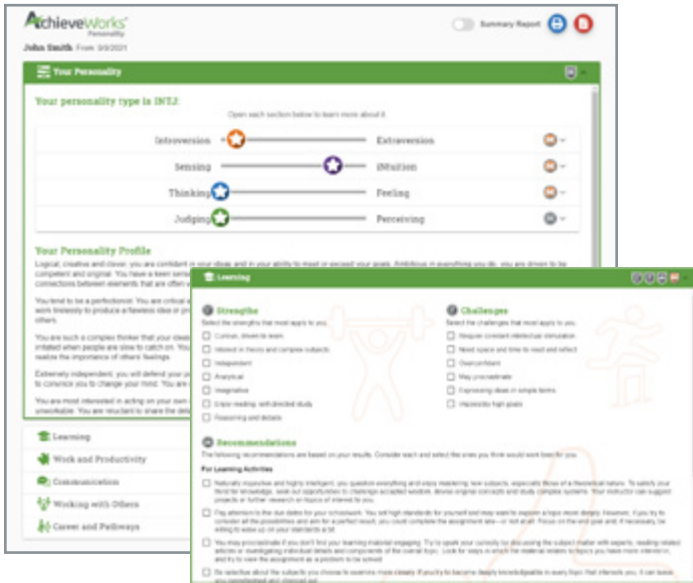 AchieveWorks
Personality
John Smith From: 9/9/2021
Summary Report
Your Personality
Your personality type is INTJ:
Open each section below to learn more about it.
Introversion Extraversion
Sensing iNtuition
Thinking Feeling
Judging Perceiving
Your Personality Profile
Logical, creative and clever, you are confident in your ideas and in your ability to meet or exceed your goals. Ambitious in everything you do, you are driven to be
competent and original. You have a keen sense
connections between elements that are often
You tend to be a perfectionist. You are critical
work tirelessly to produce a flawless idea or
others.
You are such a complex thinker that your ideas
irritated when people are slow to catch on. You
realize the importance of others' feelings.
Extremely independent, you will defend your
to convince you to change your mind. You are
You are most interested in acting on your own
unworkable. You are reluctant to share the
Learning
Work and Productivity
Communication
Working with Others
Career and Pathways
Learning
Strengths
Select the strengths that most apply to you.
Curious, driven to learn
Interest in theory and complex subjects
Independent
Analytical
Imaginative
Enjoy reading, self-directed study
Reasoning and debate
Challenges
Select the challenges that most apply to you.
Require constant intellectual stimulation
Need space and time to read and reflect
Overconfident
May procrastinate
Expressing ideas in simple terms
Impossibly high goals
Recommendations
The following recommendations are based on your results. Consider each and select the ones you think would work best for you.
For Learning Activities
Naturally inquisitive and highly intelligent, you question everything and enjoy mastering new subjects, especially those of a theoretical nature. To satisfy your
thirst for knowledge, seek out opportunities to challenge accepted wisdom, devise original concepts and study complex systems. Your instructor can suggest
projects or further research on topics of interest to you.
Pay attention to the due dates for your schoolwork. You set high standards for yourself and may want to explore a topic more deeply. However, if you try to
consider all the possibilities and aim for a perfect result, you could complete the assignment late—or not at all. Focus on the end goal and, if necessary, be
willing to ease up on your standards a bit.
You may procrastinate if you don't find your learning material engaging. Try to spark your curiosity by discussing the subject matter with experts, reading related
articles or investigating individual details and components of the overall topic. Look for ways in which the material relates to topics you have more interest in,
and try to view the assignment as a problem to be solved.
Be selective about the subjects you choose to examine more closely. If you try to become deeply knowledgeable in every topic that interests you, it can leave
you overwhelmed and